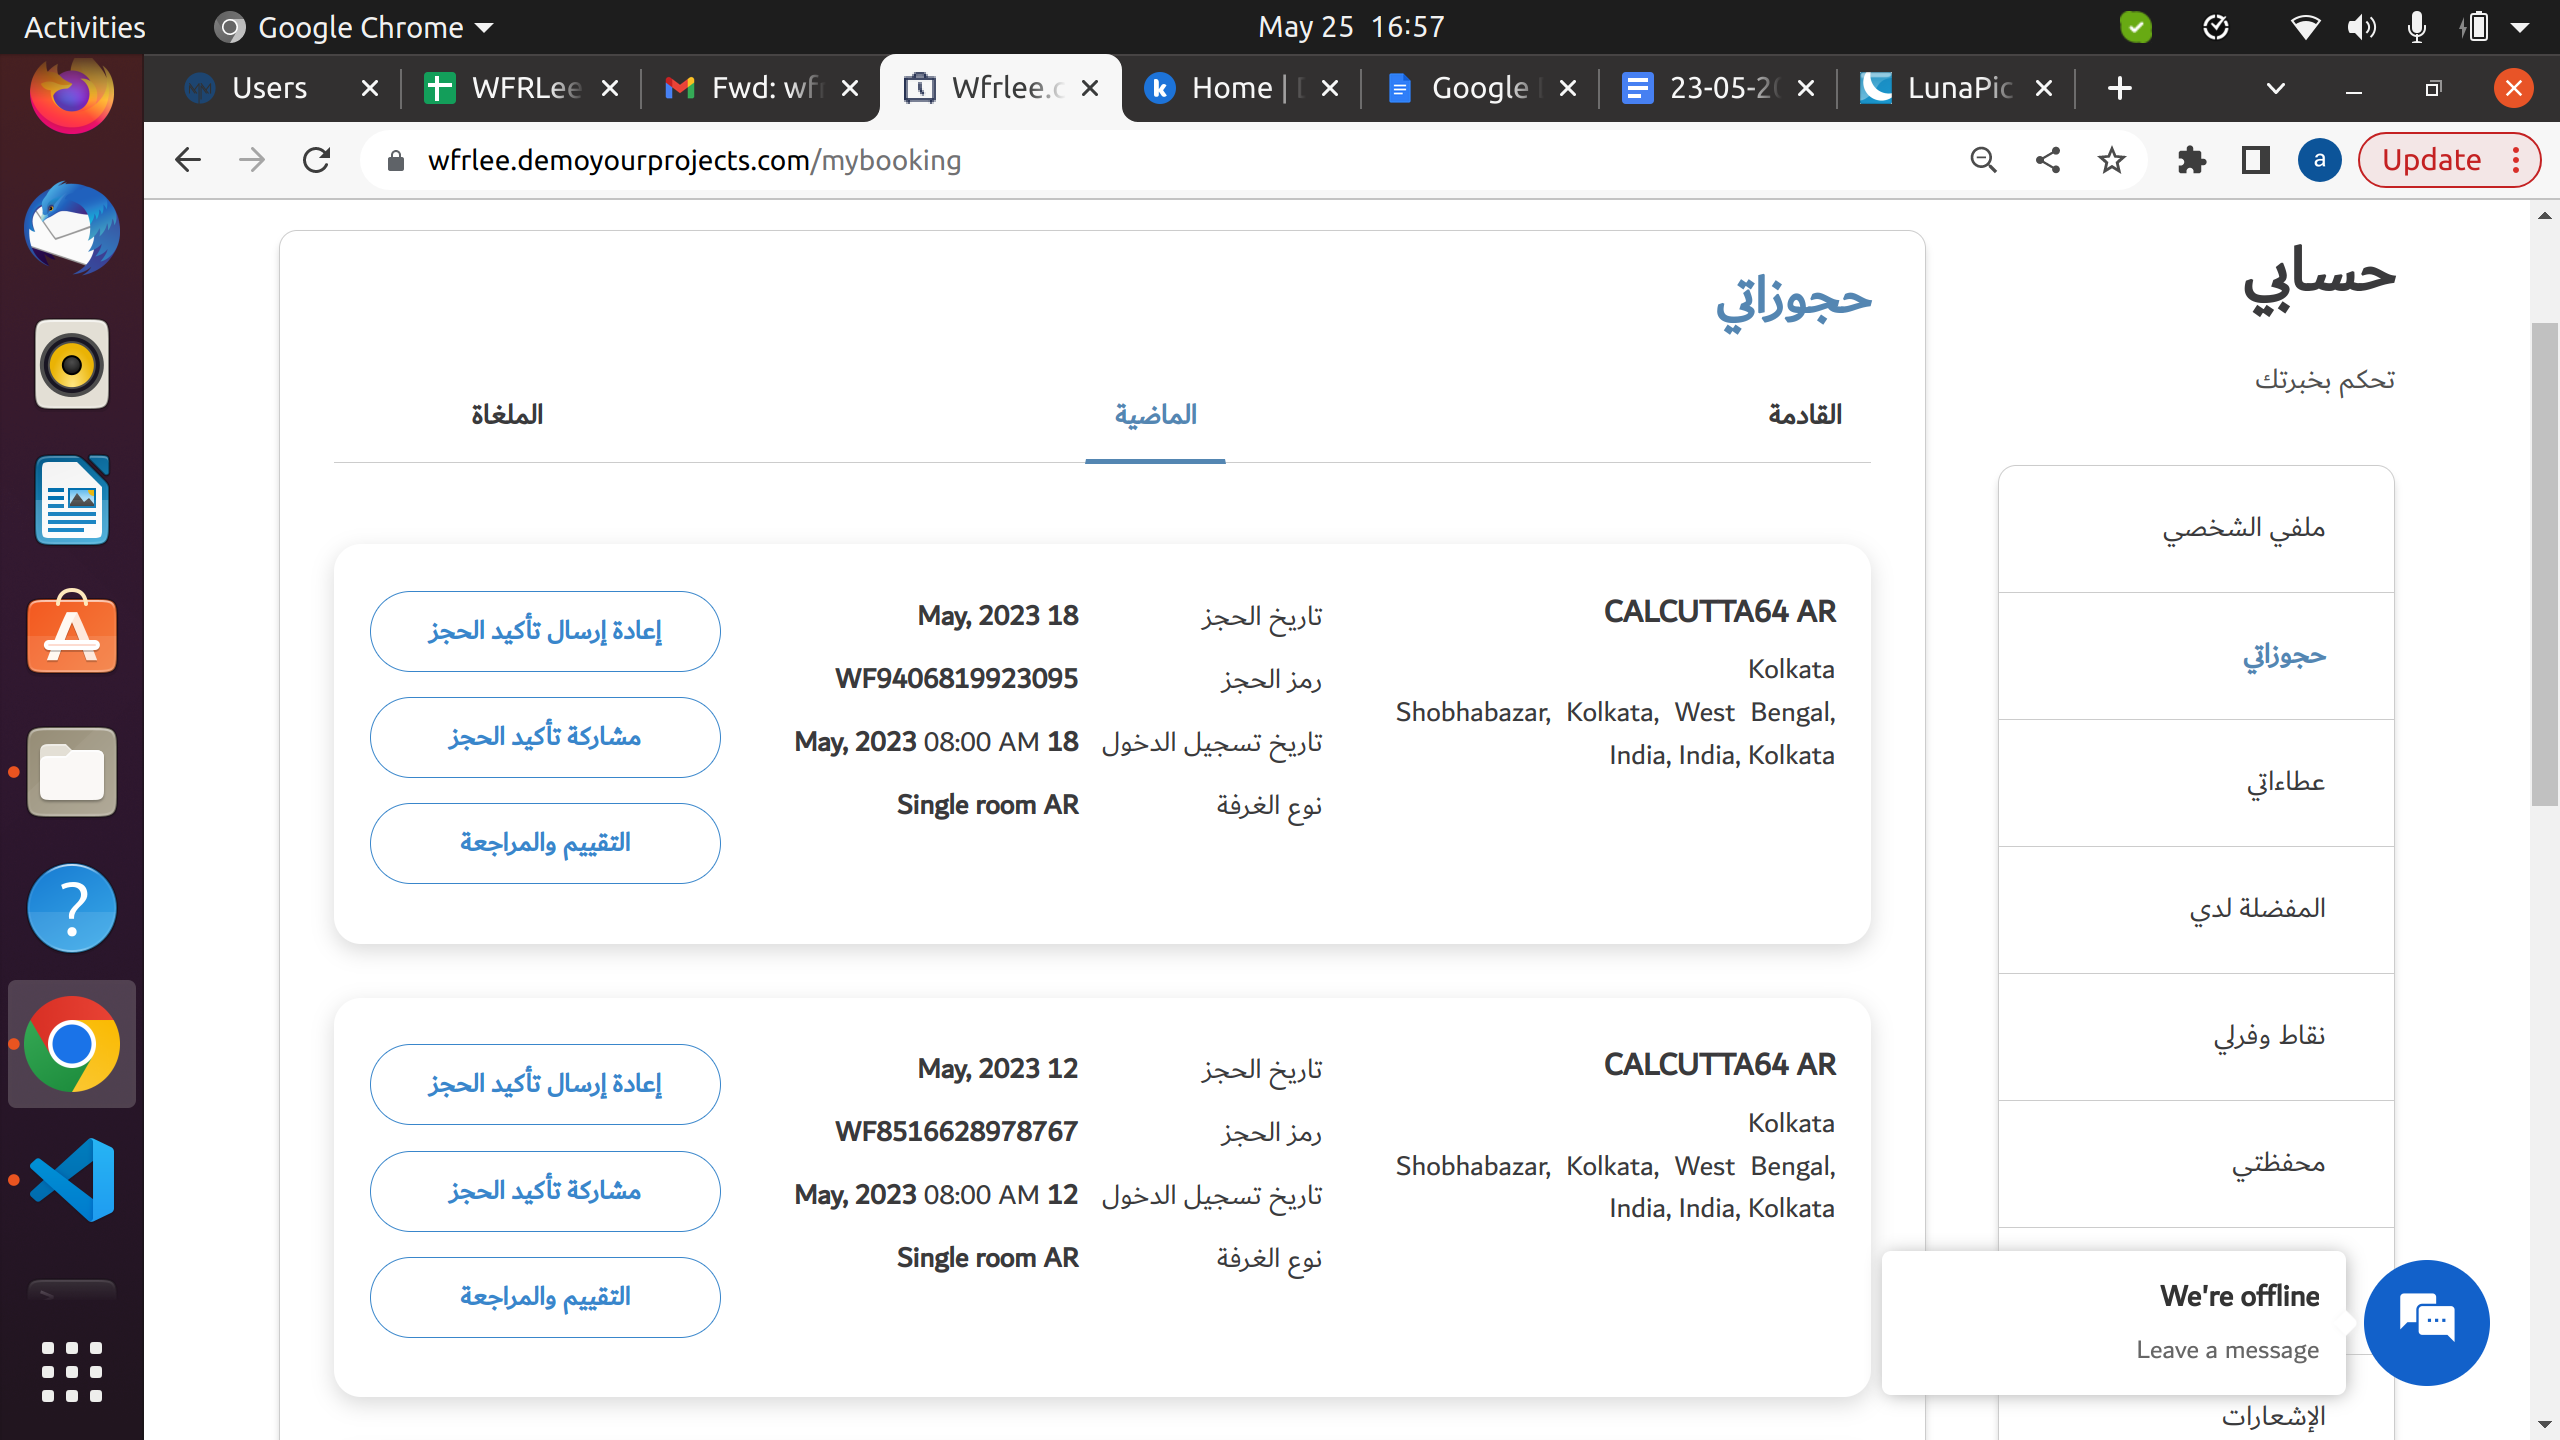 Activities
Google Chrome
May 25 16:57
Users
WFRLee
Fwd: wfr
Wfrlee.c
Home |
Google
23-05-20
LunaPic
wfrlee.demoyourprojects.com/mybooking
a
Update
حسابي
تحكم بخبرتك
ملفي الشخصي
حجوزاتي
عطاءاتي
المفضلة لدي
نقاط وفرلي
محفظتي
الإشعارات
حجوزاتي
القادمة
الماضية
الملغاة
CALCUTTA64 AR
Kolkata
Shobhabazar, Kolkata, West Bengal,
India, India, Kolkata
تاريخ الحجز May, 2023 18
رمز الحجز WF9406819923095
تاريخ تسجيل الدخول May, 2023 08:00 AM 18
نوع الغرفة Single room AR
إعادة إرسال تأكيد الحجز
مشاركة تأكيد الحجز
التقييم والمراجعة
CALCUTTA64 AR
Kolkata
Shobhabazar, Kolkata, West Bengal,
India, India, Kolkata
تاريخ الحجز May, 2023 12
رمز الحجز WF8516628978767
تاريخ تسجيل الدخول May, 2023 08:00 AM 12
نوع الغرفة Single room AR
إعادة إرسال تأكيد الحجز
مشاركة تأكيد الحجز
التقييم والمراجعة
We're offline
Leave a message